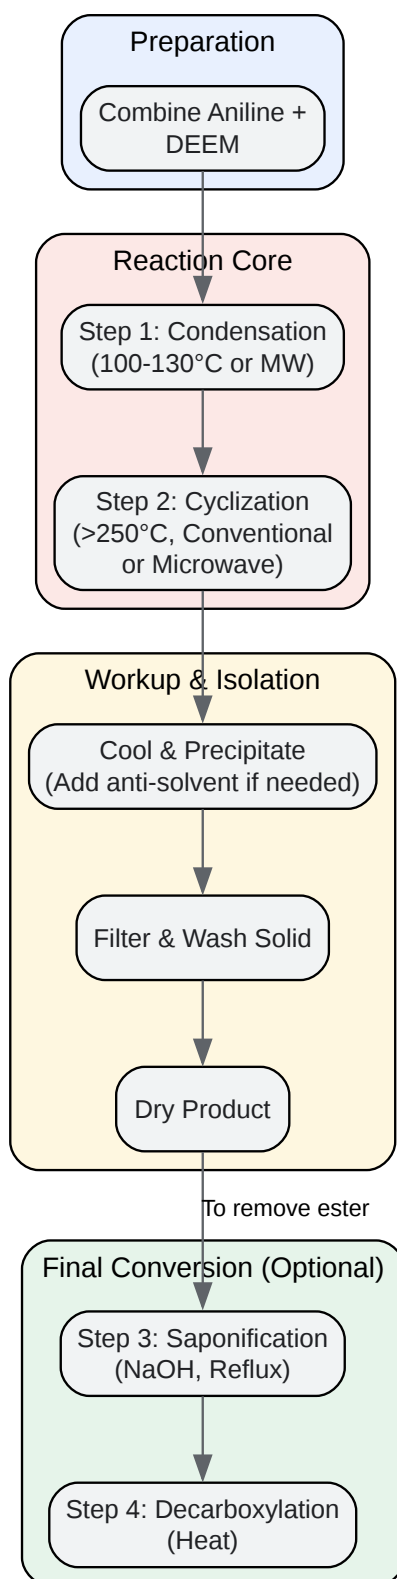 Preparation
Combine Aniline +
DEEM
Reaction Core
Step 1: Condensation
(100-130°C or MW)
Step 2: Cyclization
(>250°C, Conventional
or Microwave)
Workup & Isolation
Cool & Precipitate
(Add anti-solvent if needed)
Filter & Wash Solid
Dry Product
To remove ester
Final Conversion (Optional)
Step 3: Saponification
(NaOH, Reflux)
Step 4: Decarboxylation
(Heat)